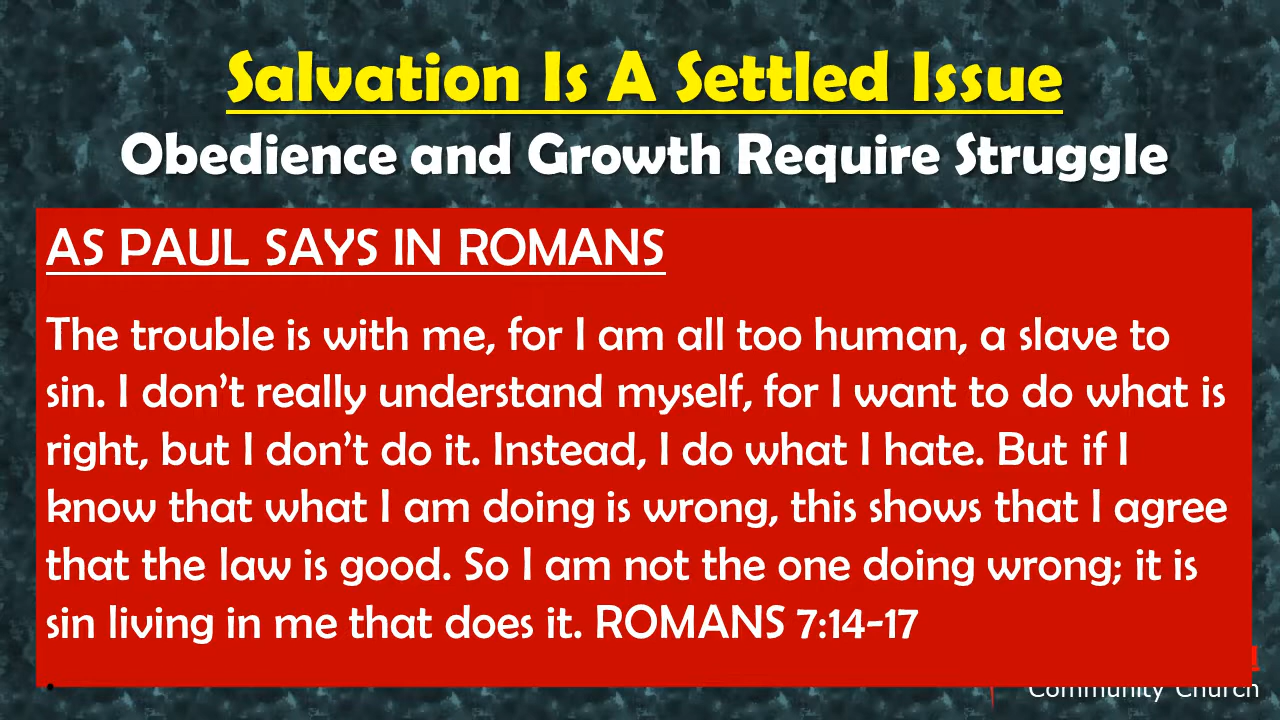 Salvation Is A Settled Issue
Obedience and Growth Require Struggle
AS PAUL SAYS IN ROMANS
The trouble is with me, for I am all too human, a slave to
sin. I don’t really understand myself, for I want to do what is
right, but I don’t do it. Instead, I do what I hate. But if I
know that what I am doing is wrong, this shows that I agree
that the law is good. So I am not the one doing wrong; it is
sin living in me that does it. ROMANS 7:14-17
Community Church